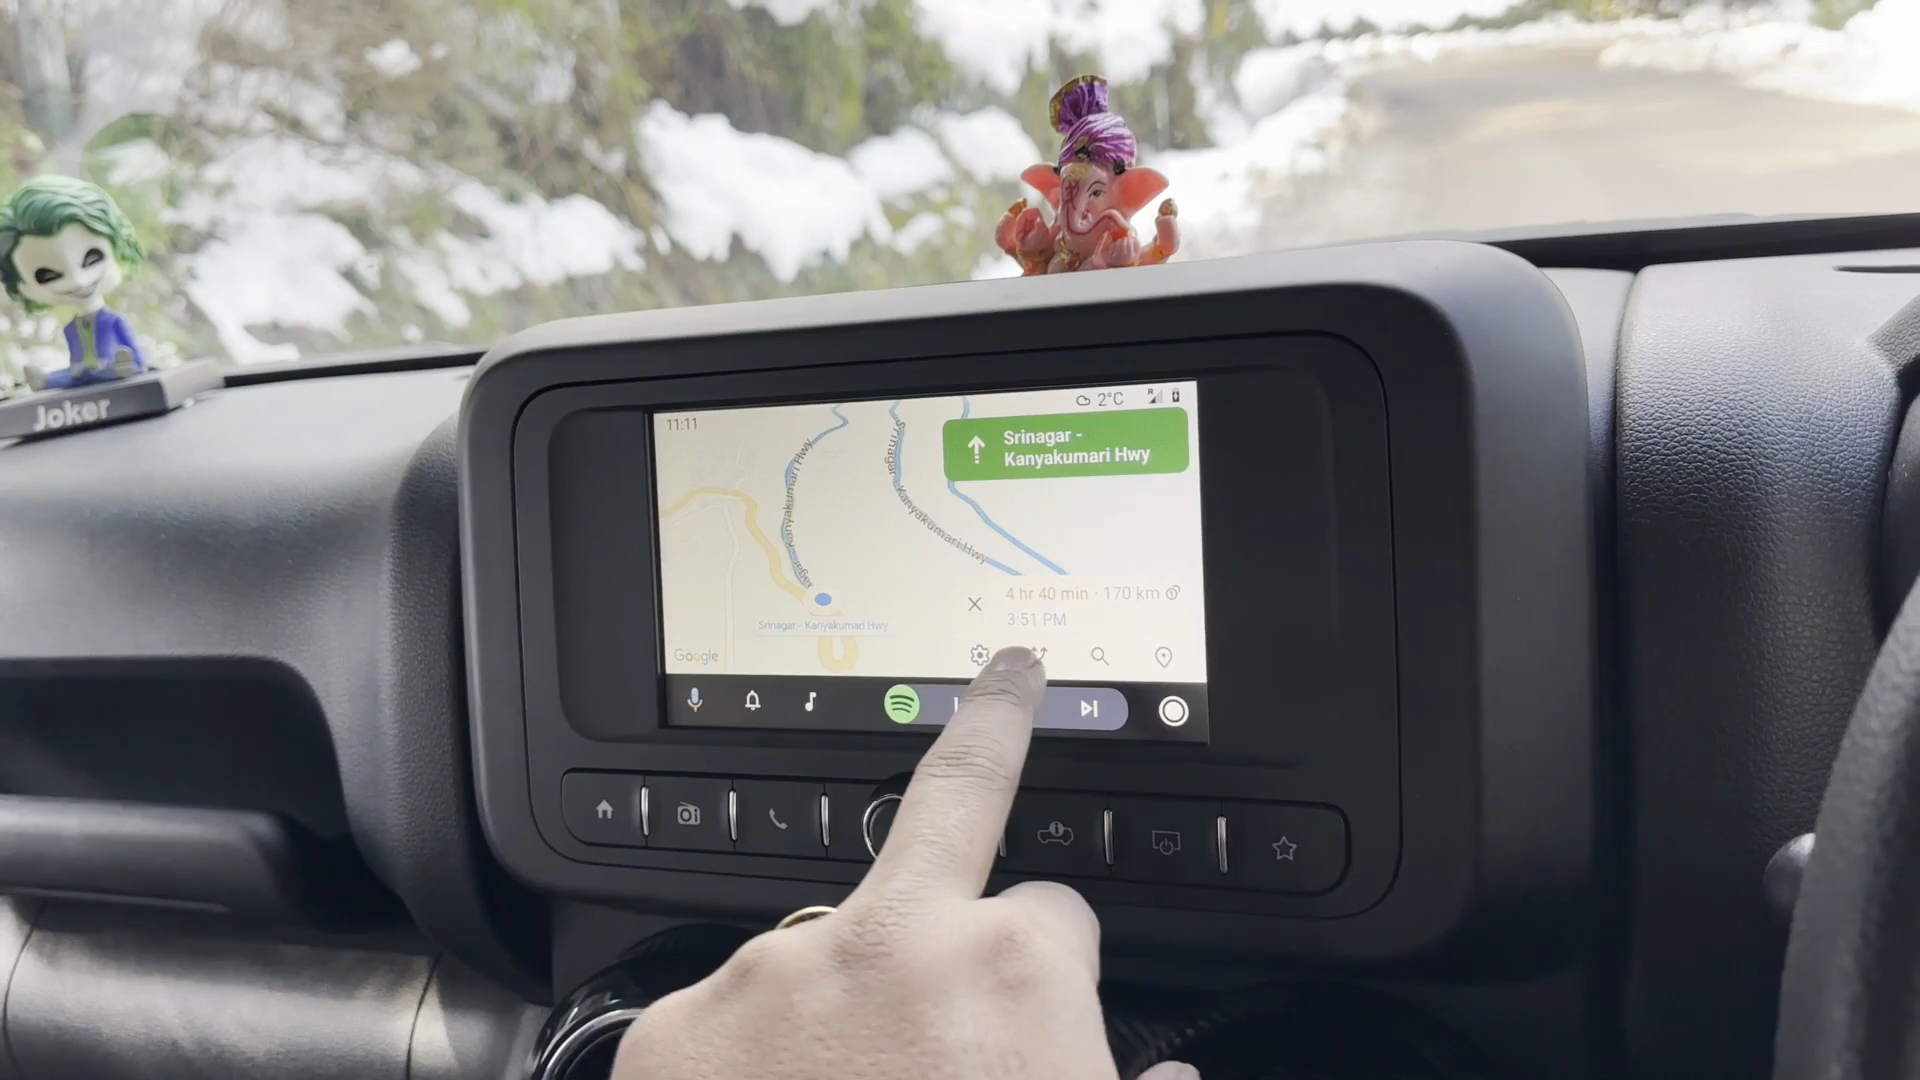 Joker
11:11
2°C
R
Srinagar -
Kanyakumari Hwy
Kanyakumari Hwy
Srinagar
Kanyakumari Hwy
4 hr 40 min · 170 km
3:51 PM
Srinagar - Kanyakumari Hwy
Google